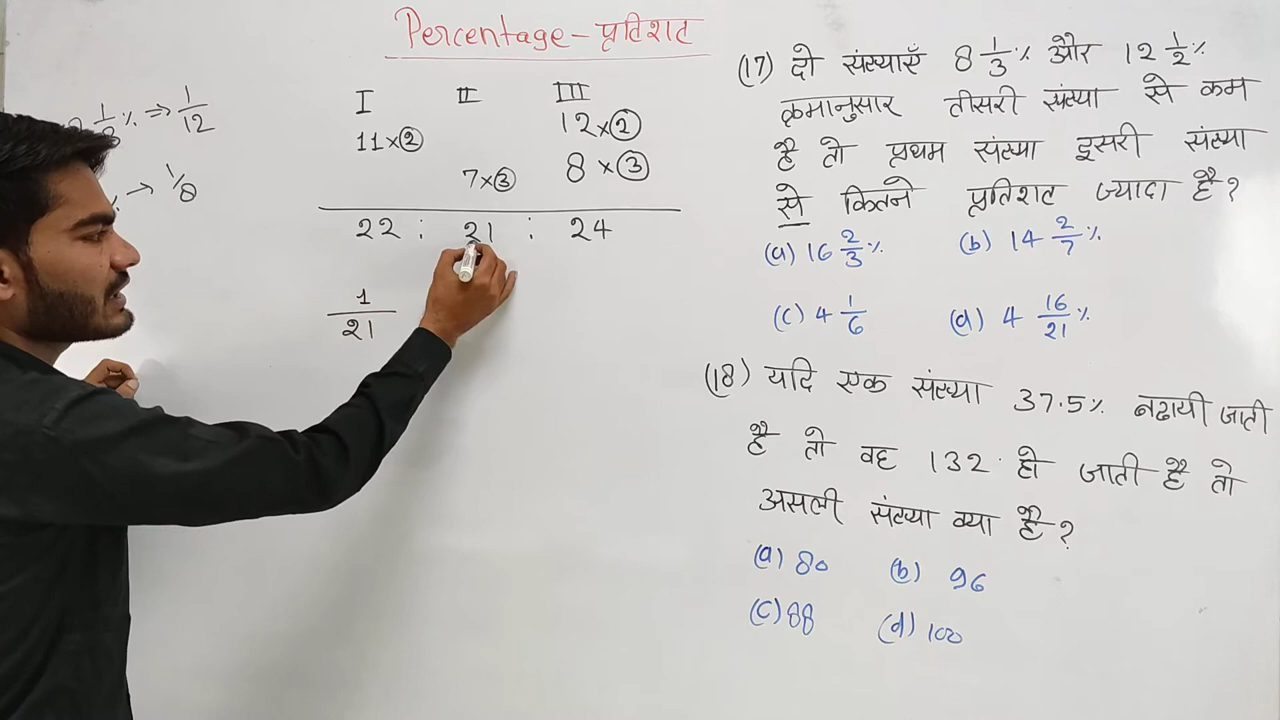 Percentage - प्रतिशत
1/3 % ⇒ 1/12
→ 1/8
I II III
11 × 2 12 × 2
7 × 3 8 × 3
22 : 21 : 24
1/21
(17) दो संख्याएँ 8 1/3 % और 12 1/2 %
क्रमानुसार तीसरी संख्या से कम
है तो प्रथम संख्या दूसरी संख्या
से कितने प्रतिशत ज्यादा है?
(a) 16 2/3 % (b) 14 2/7 %
(c) 4 1/6 (d) 4 16/21 %
(18) यदि एक संख्या 37.5% बढायी जाती
है तो वह 132 हो जाती है तो
असली संख्या क्या है?
(a) 80 (b) 96
(c) 88 (d) 100